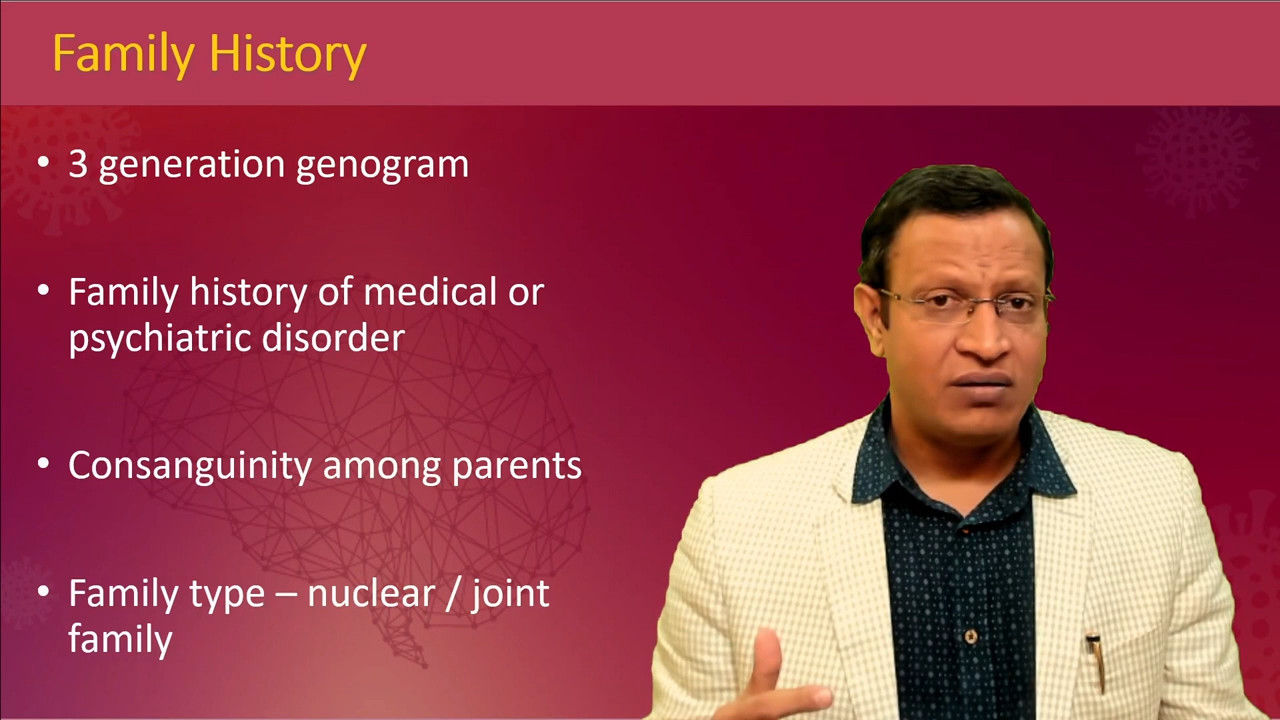 Family History
• 3 generation genogram
• Family history of medical or
psychiatric disorder
• Consanguinity among parents
• Family type – nuclear / joint
family